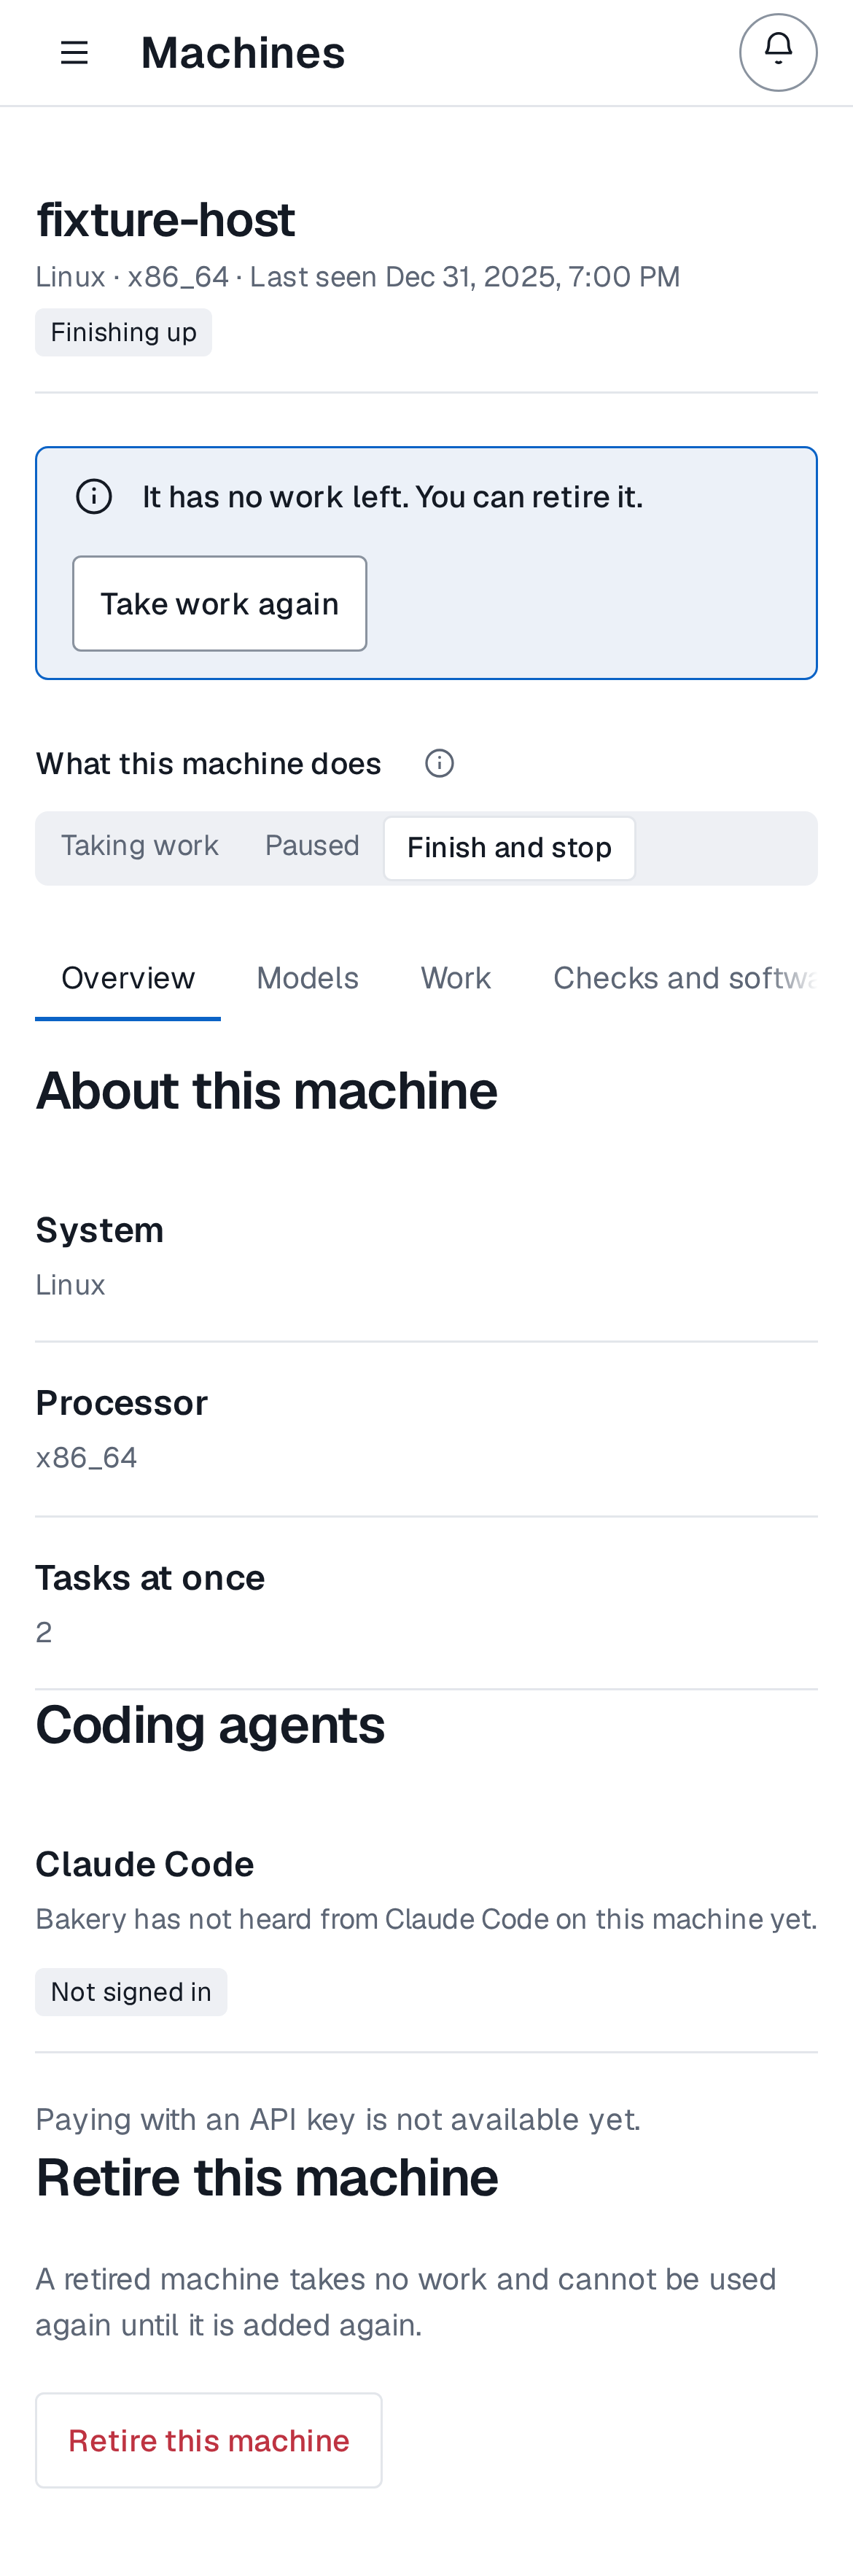 Machines
fixture-host
Linux · x86_64 · Last seen Dec 31, 2025, 7:00 PM
Finishing up
It has no work left. You can retire it.
Take work again
What this machine does
Taking work Paused Finish and stop
Overview Models Work Checks and softwa
About this machine
System
Linux
Processor
x86_64
Tasks at once
2
Coding agents
Claude Code
Bakery has not heard from Claude Code on this machine yet.
Not signed in
Paying with an API key is not available yet.
Retire this machine
A retired machine takes no work and cannot be used
again until it is added again.
Retire this machine